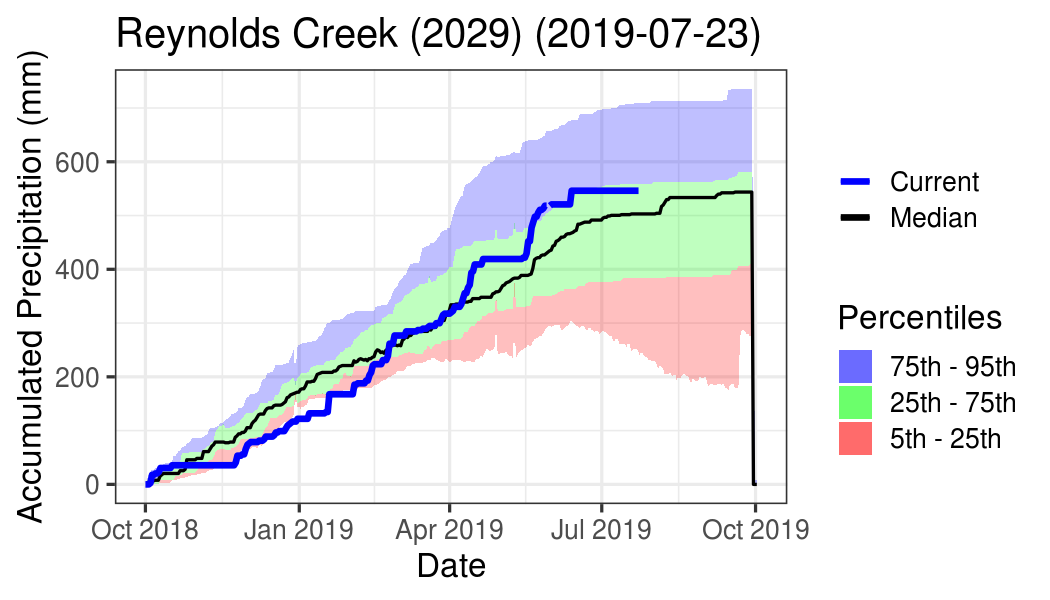 Reynolds Creek (2029) (2019-07-23)
Accumulated Precipitation (mm)
600
400
200
0
Oct 2018
Jan 2019
Apr 2019
Jul 2019
Oct 2019
Date
Current
Median
Percentiles
75th - 95th
25th - 75th
5th - 25th